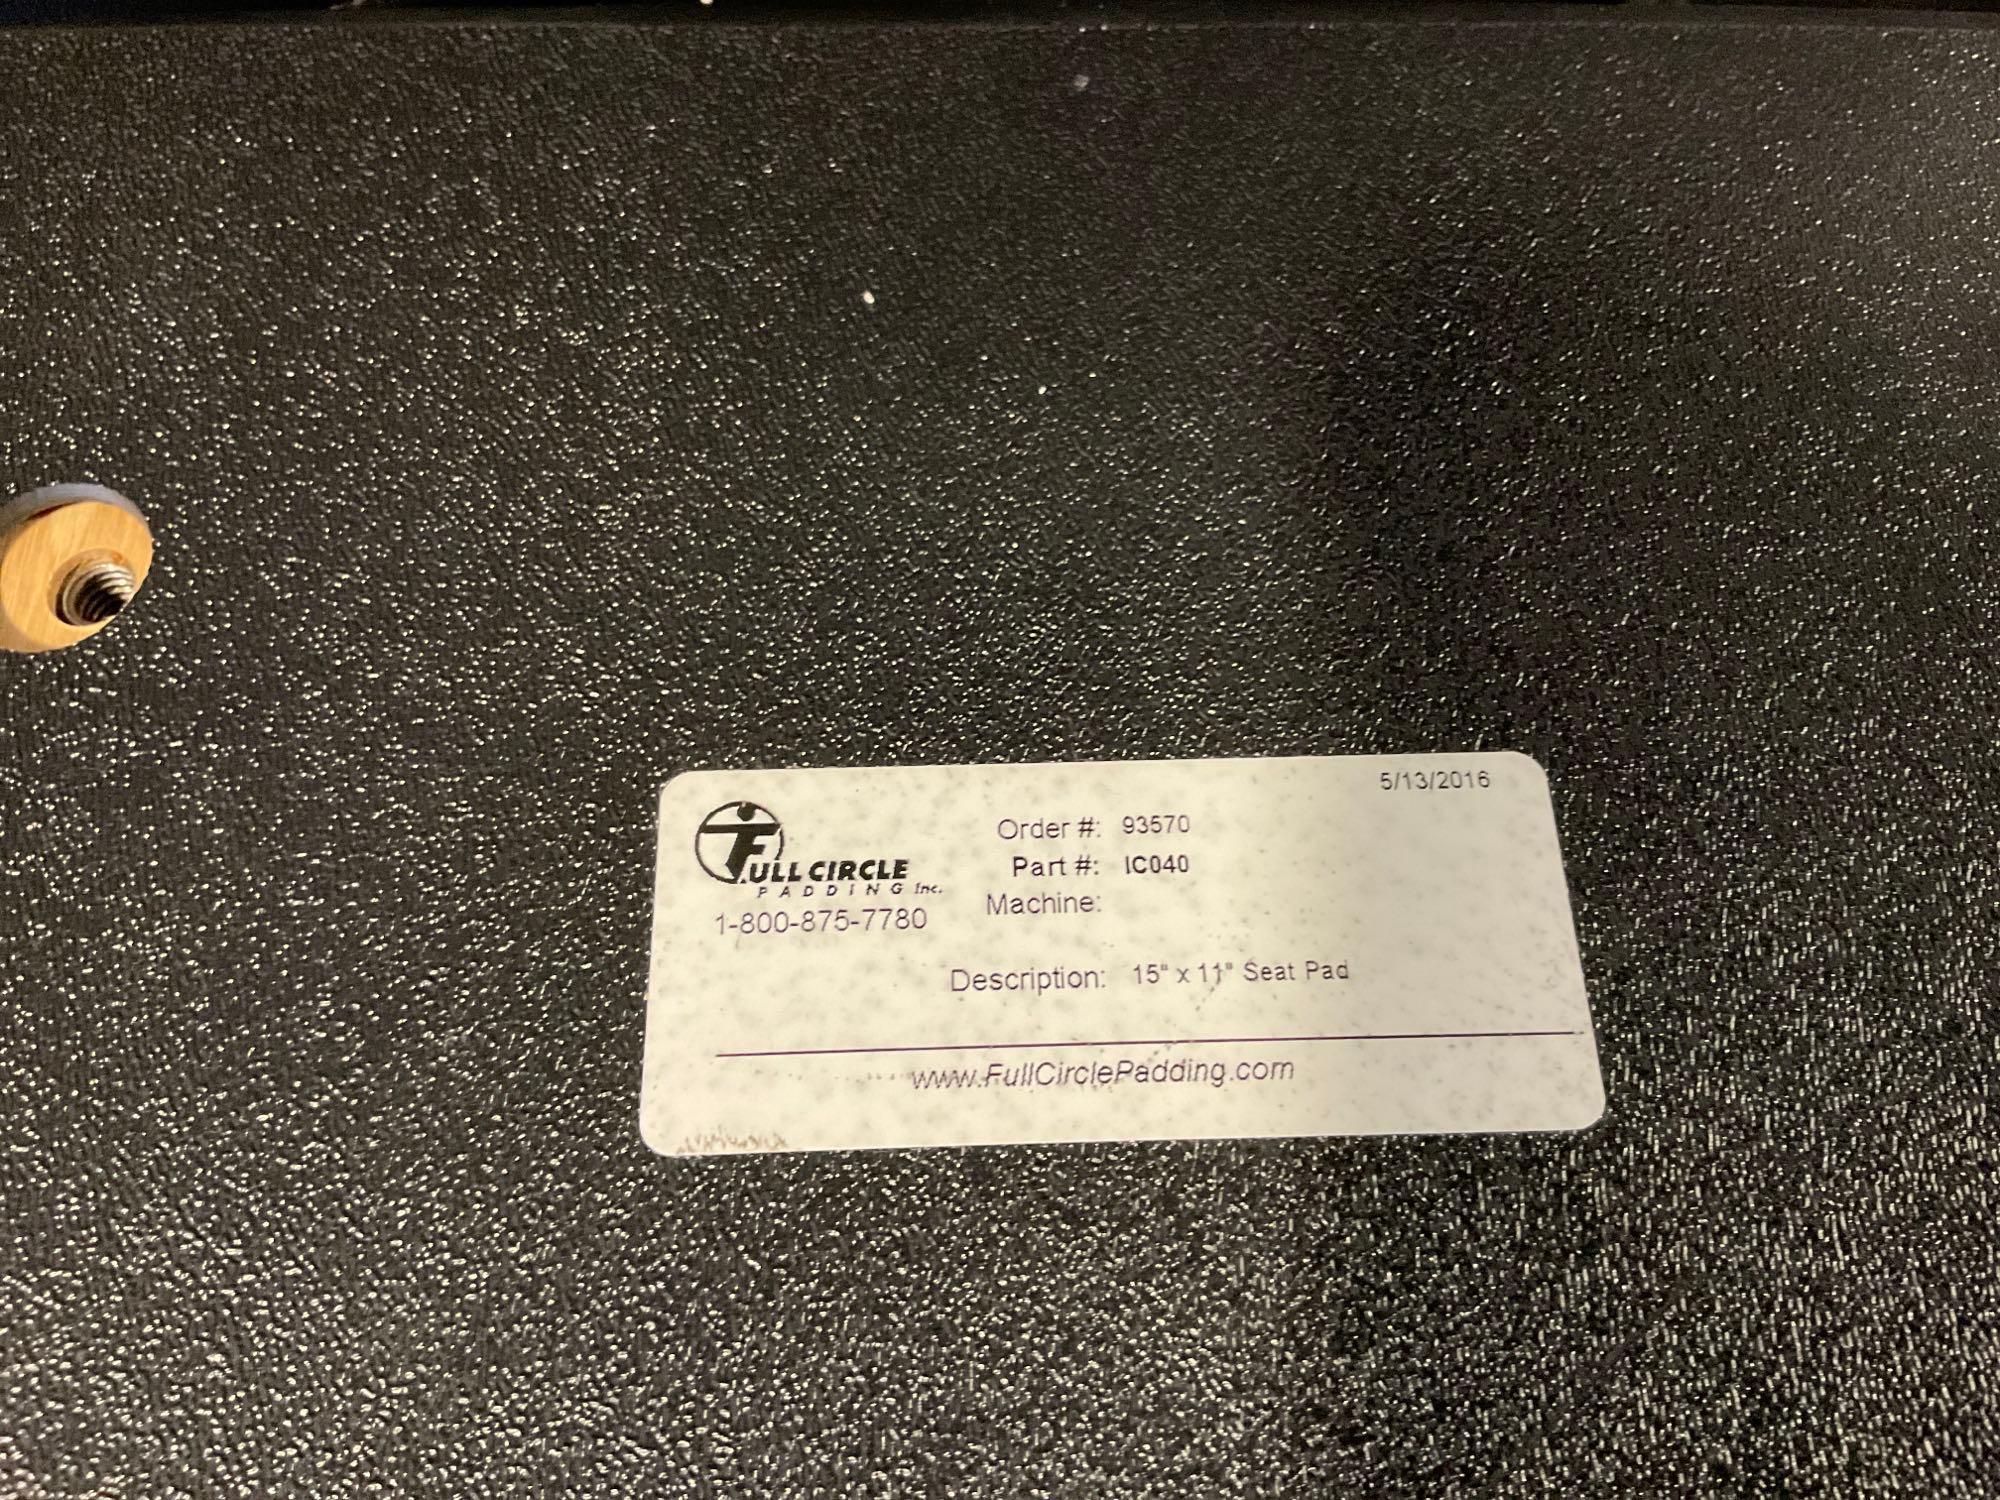 5/13/2016
FULL CIRCLE
PADDING Inc.
1-800-875-7780
Order #: 93570
Part #: IC040
Machine:
Description: 15" x 11" Seat Pad
www.FullCirclePadding.com